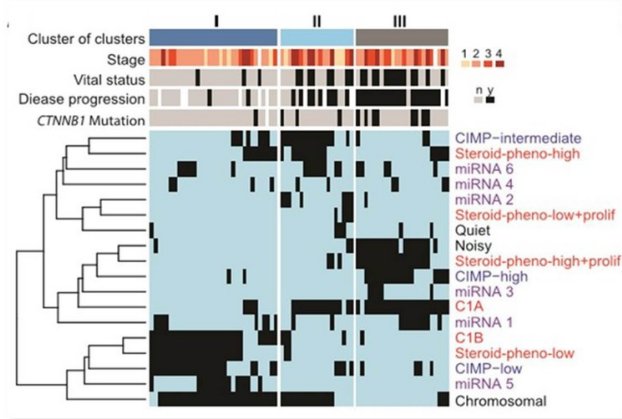 I II III
Cluster of clusters
Stage
1 2 3 4
Vital status
n y
Diease progression
CTNNB1 Mutation
CIMP−intermediate
Steroid-pheno-high
miRNA 6
miRNA 4
miRNA 2
Steroid-pheno-low+prolif
Quiet
Noisy
Steroid-pheno-high+prolif
CIMP−high
miRNA 3
C1A
miRNA 1
C1B
Steroid-pheno-low
CIMP−low
miRNA 5
Chromosomal